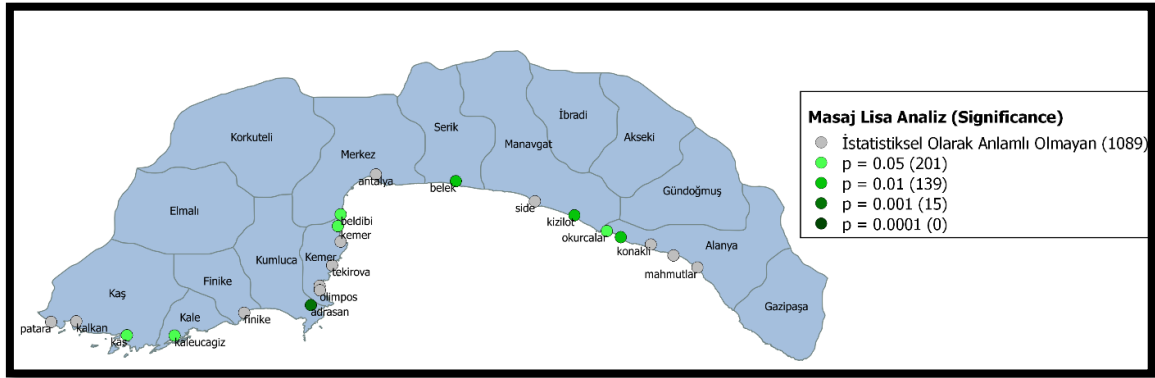 Korkuteli
Merkez
Serik
İbradi
Manavgat
Akseki
Gündoğmuş
antalya
belek
Elmalı
side
beldibi
kizilot
kemer
okurcalar
konakli
Alanya
Kumluca
Kemer
tekirova
mahmutlar
Kaş
Finike
olimpos
Gazipaşa
adrasan
Kale
finike
patara
kalkan
kaş
kaleucagiz
Masaj Lisa Analiz (Significance)
İstatistiksel Olarak Anlamlı Olmayan (1089)
p = 0.05 (201)
p = 0.01 (139)
p = 0.001 (15)
p = 0.0001 (0)